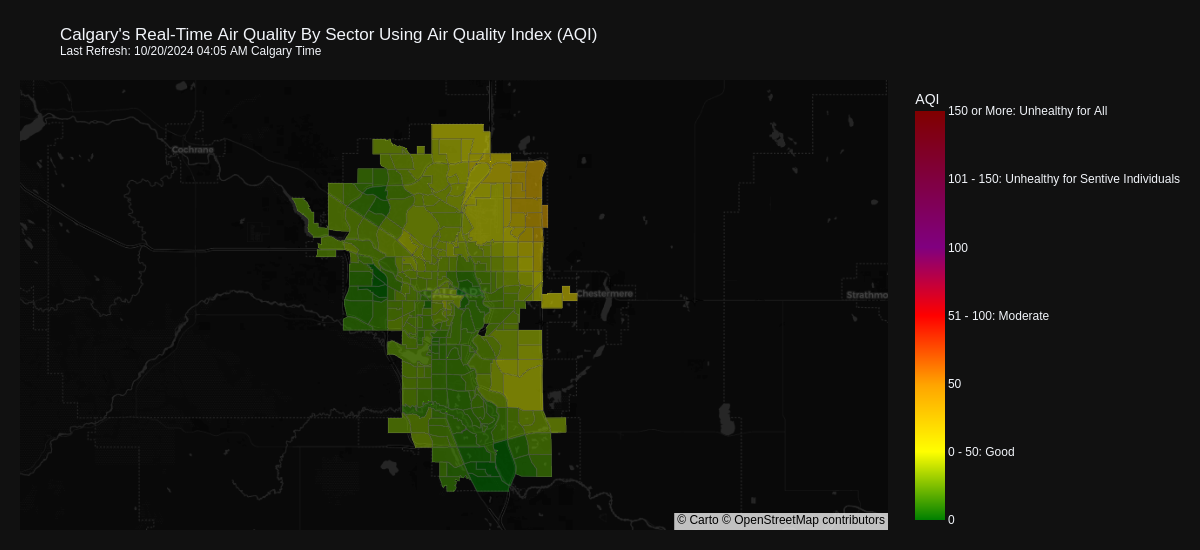 Calgary's Real-Time Air Quality By Sector Using Air Quality Index (AQI)
Last Refresh: 10/20/2024 04:05 AM Calgary Time
AQI
150 or More: Unhealthy for All
101 - 150: Unhealthy for Sentive Individuals
100
51 - 100: Moderate
50
0 - 50: Good
0
Cochrane
CALGARY
Chestermere
Strathmo
© Carto © OpenStreetMap contributors